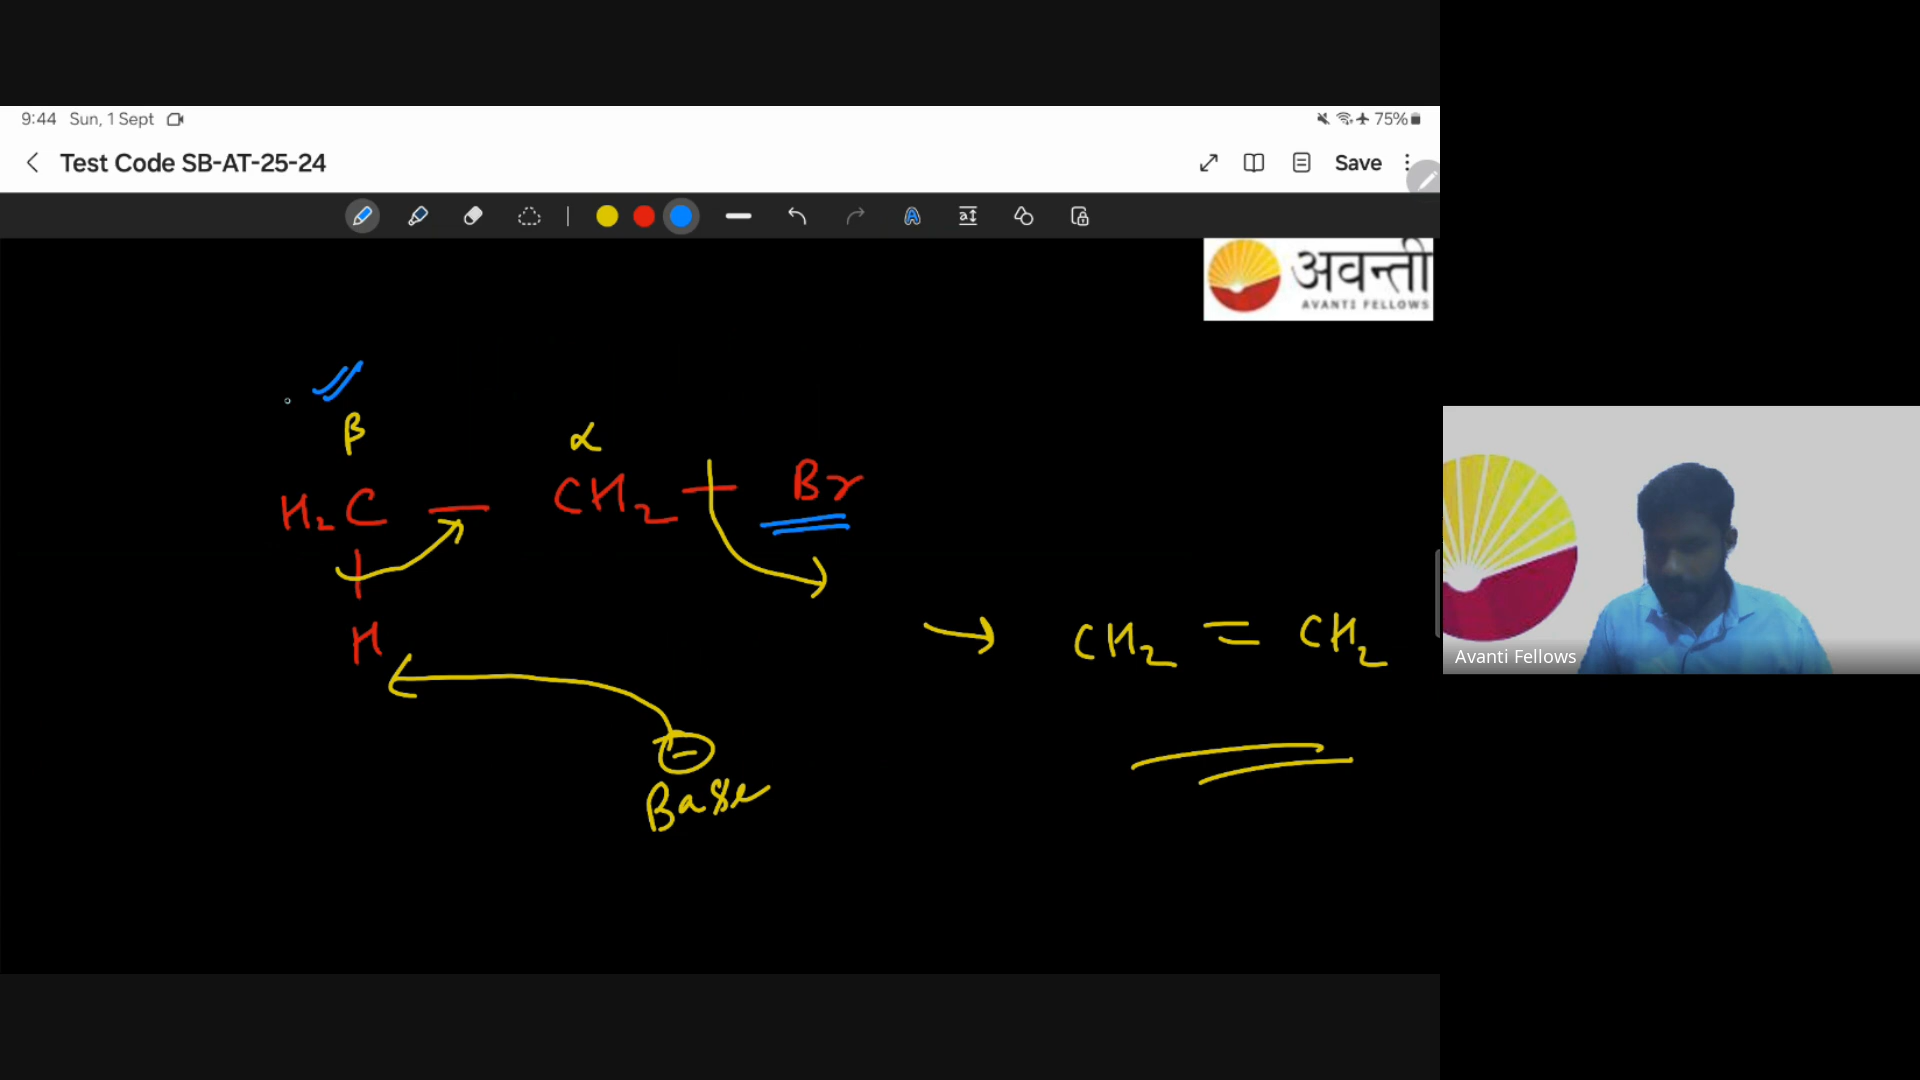 9:44 Sun, 1 Sept 75%
Test Code SB-AT-25-24 Save
अवन्ती
AVANTI FELLOWS
β
α
H₂C — CH₂ — Br
H
→ CH₂ = CH₂
Base
Avanti Fellows